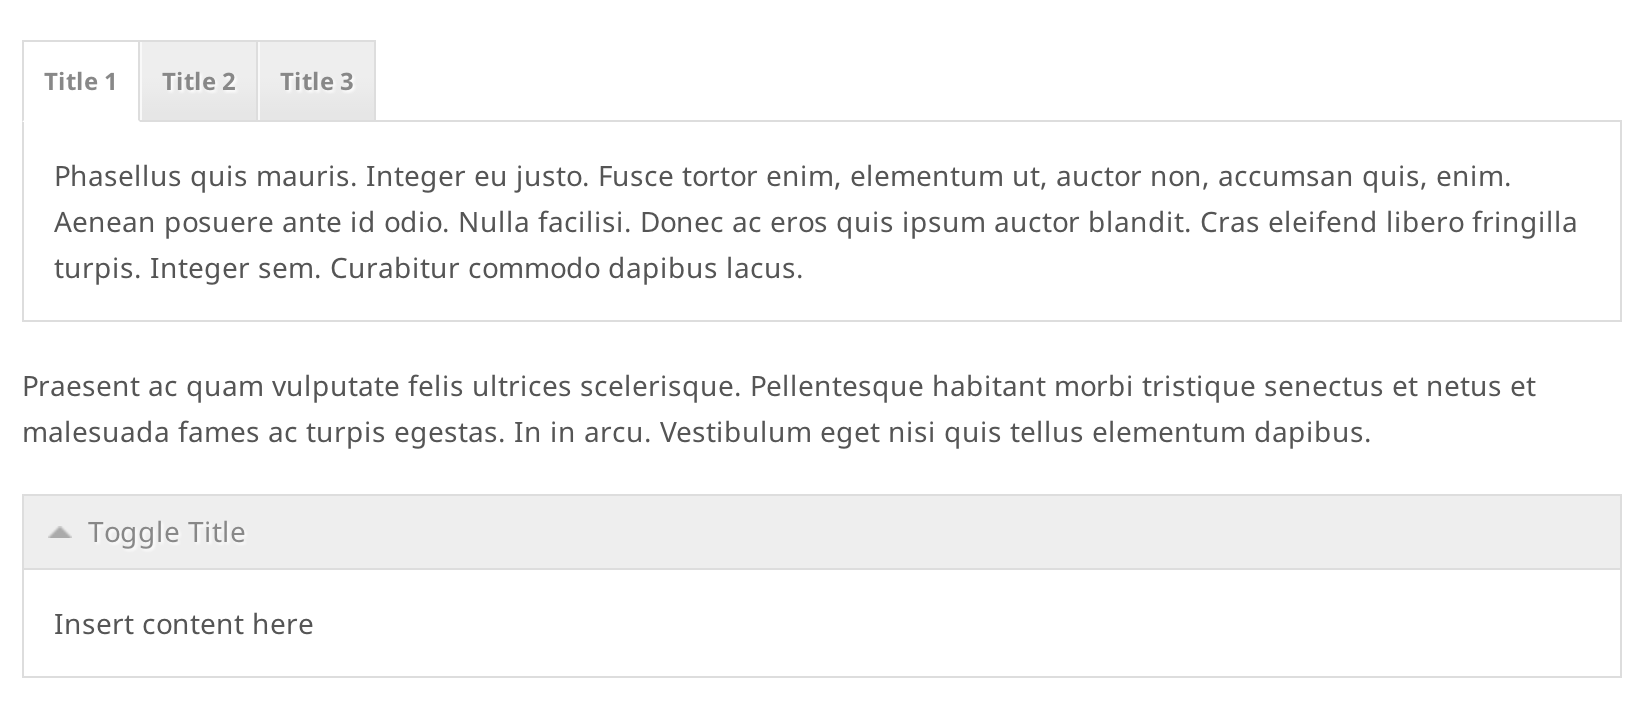 Title 1 Title 2 Title 3
Phasellus quis mauris. Integer eu justo. Fusce tortor enim, elementum ut, auctor non, accumsan quis, enim.
Aenean posuere ante id odio. Nulla facilisi. Donec ac eros quis ipsum auctor blandit. Cras eleifend libero fringilla
turpis. Integer sem. Curabitur commodo dapibus lacus.
Praesent ac quam vulputate felis ultrices scelerisque. Pellentesque habitant morbi tristique senectus et netus et
malesuada fames ac turpis egestas. In in arcu. Vestibulum eget nisi quis tellus elementum dapibus.
Toggle Title
Insert content here